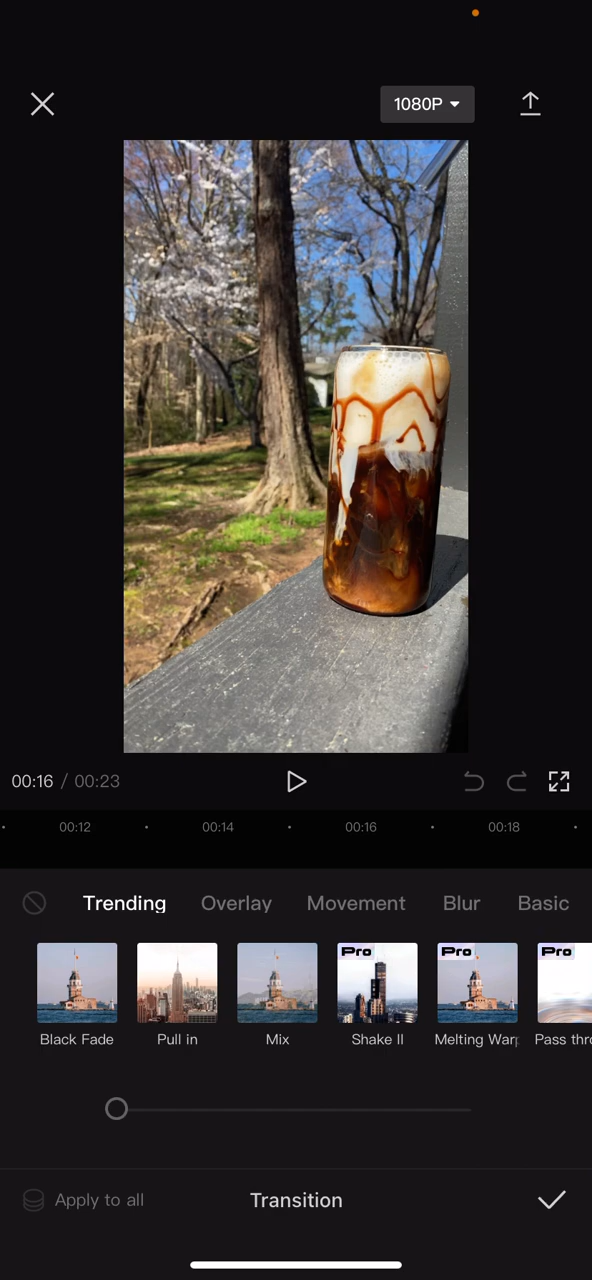 1080P
00:16 / 00:23
00:12 00:14 00:16 00:18
Trending Overlay Movement Blur Basic
Pro Pro Pro
Black Fade Pull in Mix Shake II Melting Warp Pass thro
Apply to all Transition